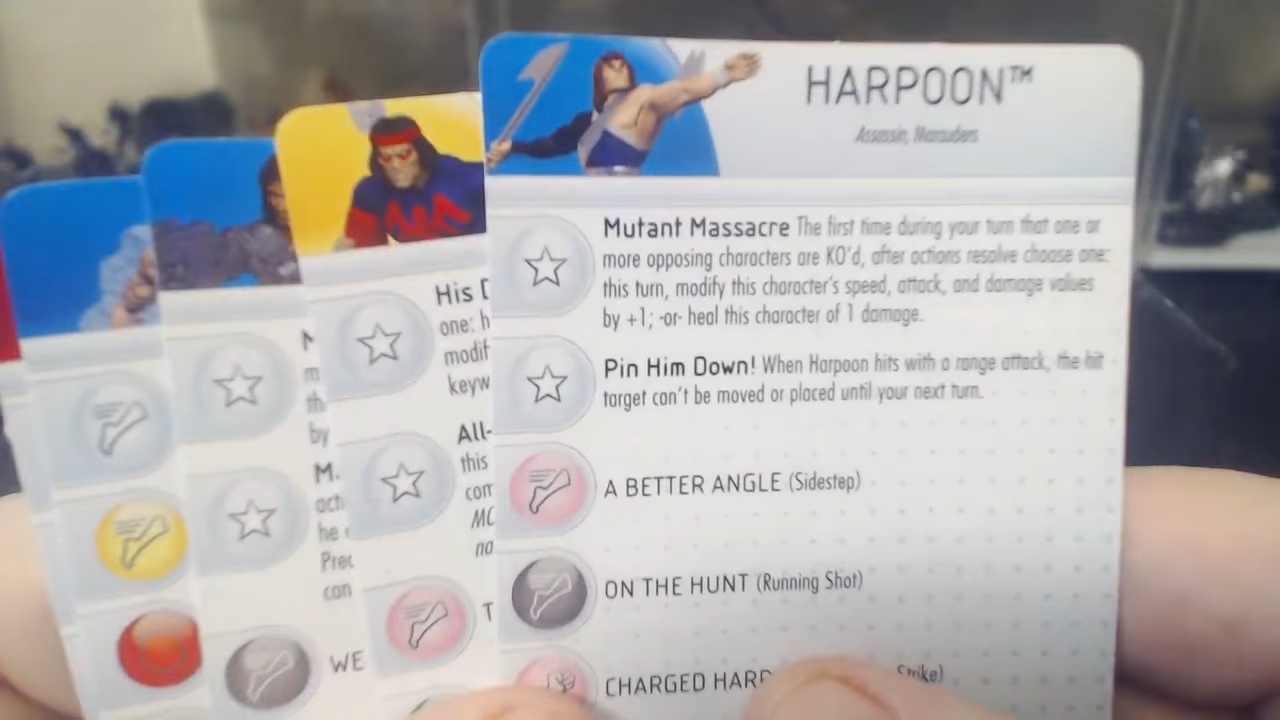 HARPOON™
Assassin, Marauders
Mutant Massacre The first time during your turn that one or
more opposing characters are KO'd, after actions resolve choose one:
this turn, modify this character's speed, attack, and damage values
by +1; -or- heal this character of 1 damage.
Pin Him Down! When Harpoon hits with a range attack, the hit
target can't be moved or placed until your next turn.
A BETTER ANGLE (Sidestep)
ON THE HUNT (Running Shot)
CHARGED HARP
His
one: h
modif
keyw
All-
this
com
MC
no
T
th
by
M.
act
he
Prec
can
WE